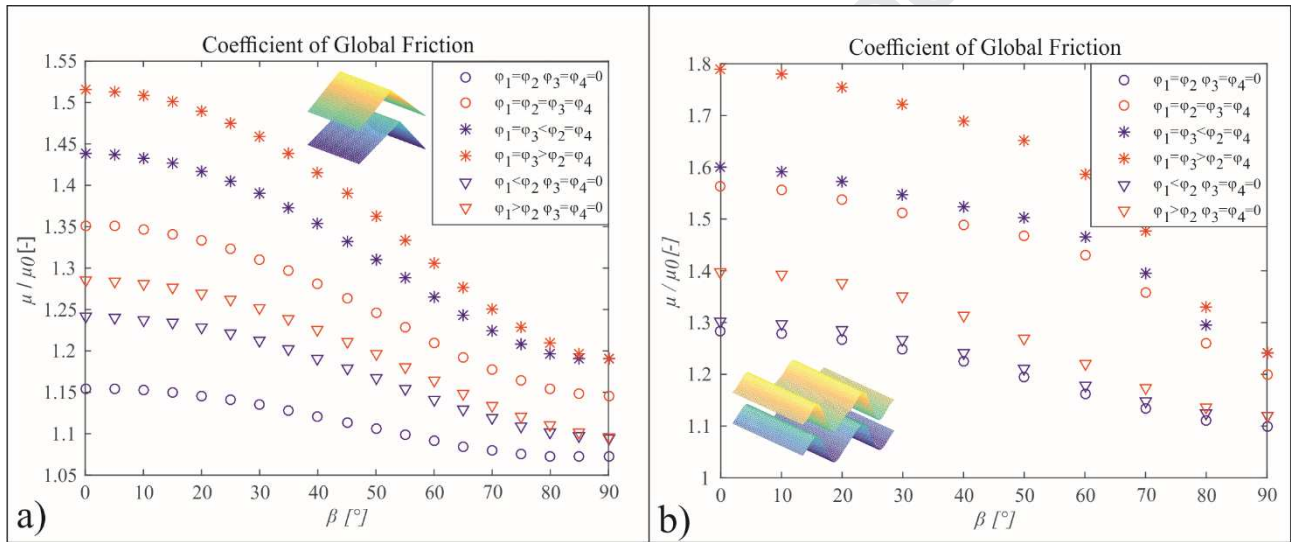 Coefficient of Global Friction
1.55
1.5
1.45
1.4
1.35
1.3
1.25
1.2
1.15
1.1
1.05
μ / μ0 [-]
φ1=φ2 φ3=φ4=0
φ1=φ2=φ3=φ4
φ1=φ3<φ2=φ4
φ1=φ3>φ2=φ4
φ1<φ2 φ3=φ4=0
φ1>φ2 φ3=φ4=0
0 10 20 30 40 50 60 70 80 90
β [°]
a)
Coefficient of Global Friction
1.8
1.7
1.6
1.5
1.4
1.3
1.2
1.1
1
μ / μ0 [-]
φ1=φ2 φ3=φ4=0
φ1=φ2=φ3=φ4
φ1=φ3<φ2=φ4
φ1=φ3>φ2=φ4
φ1<φ2 φ3=φ4=0
φ1>φ2 φ3=φ4=0
0 10 20 30 40 50 60 70 80 90
β [°]
b)